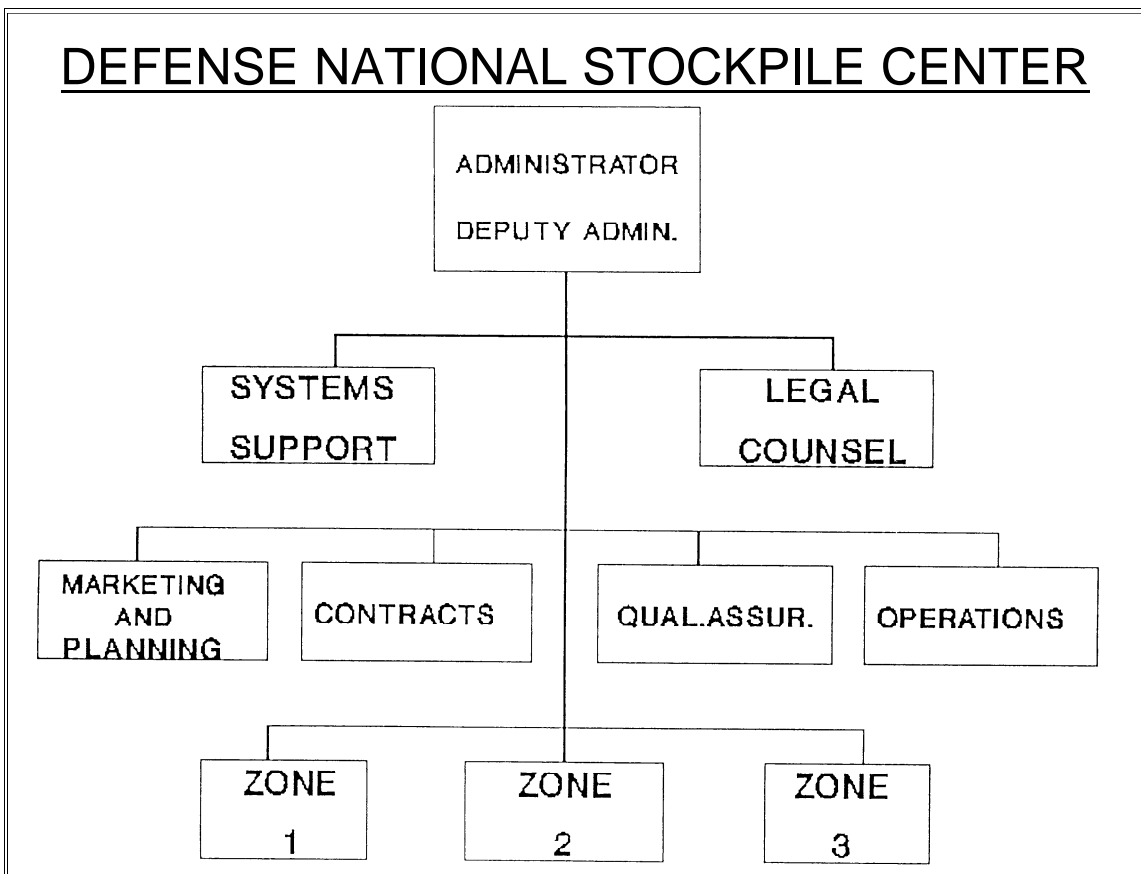 DEFENSE NATIONAL STOCKPILE CENTER
ADMINISTRATOR
DEPUTY ADMIN.
SYSTEMS
SUPPORT
LEGAL
COUNSEL
MARKETING
AND
PLANNING
CONTRACTS
QUAL.ASSUR.
OPERATIONS
ZONE
1
ZONE
2
ZONE
3